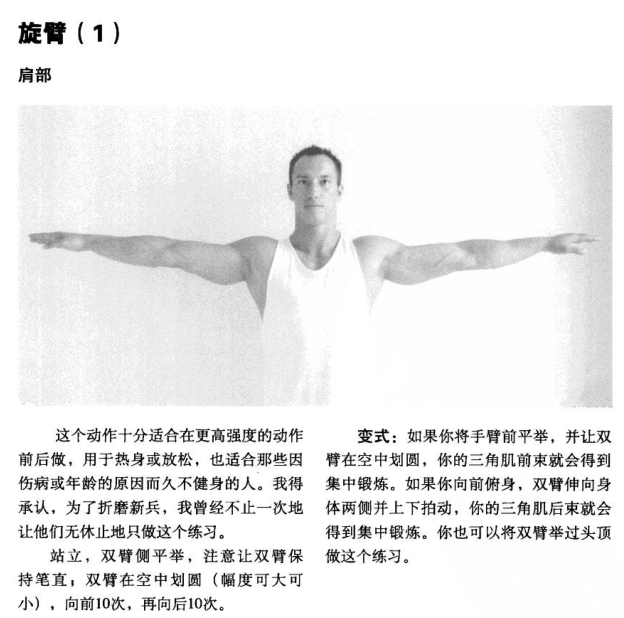 旋臂（1）
肩部
这个动作十分适合在更高强度的动作
前后做，用于热身或放松，也适合那些因
伤病或年龄的原因而久不健身的人。我得
承认，为了折磨新兵，我曾经不止一次地
让他们无休止地只做这个练习。
站立，双臂侧平举，注意让双臂保
持笔直；双臂在空中划圆（幅度可大可
小），向前10次，再向后10次。
变式：如果你将手臂前平举，并让双
臂在空中划圆，你的三角肌前束就会得到
集中锻炼。如果你向前俯身，双臂伸向身
体两侧并上下拍动，你的三角肌后束就会
得到集中锻炼。你也可以将双臂举过头顶
做这个练习。